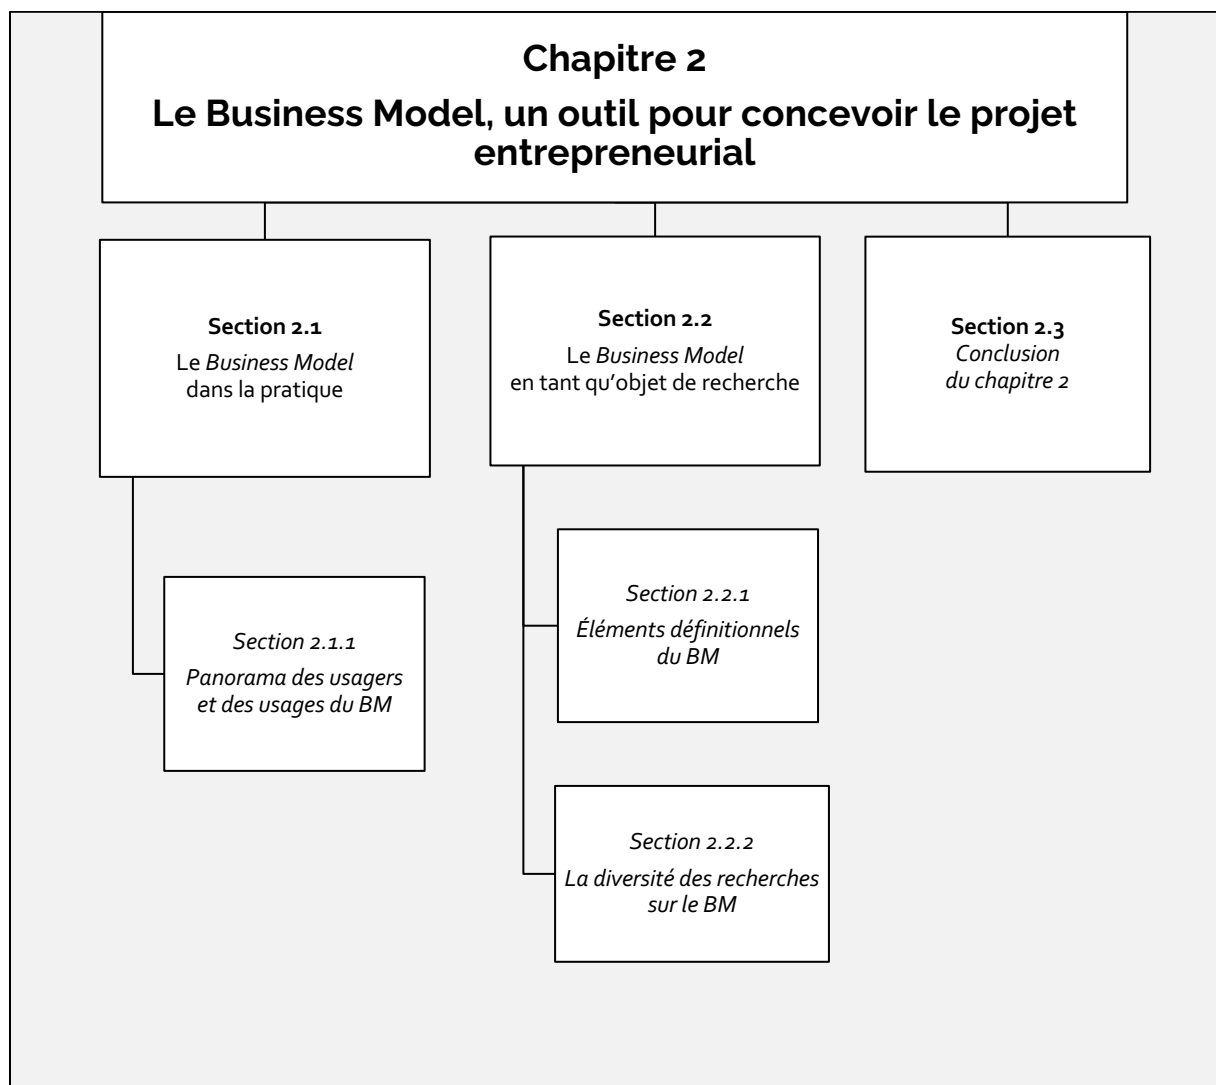 Chapitre 2
Le Business Model, un outil pour concevoir le projet
entrepreneurial
Section 2.1
Le Business Model
dans la pratique
Section 2.1.1
Panorama des usagers
et des usages du BM
Section 2.2
Le Business Model
en tant qu'objet de recherche
Section 2.2.1
Éléments définitionnels
du BM
Section 2.2.2
La diversité des recherches
sur le BM
Section 2.3
Conclusion
du chapitre 2